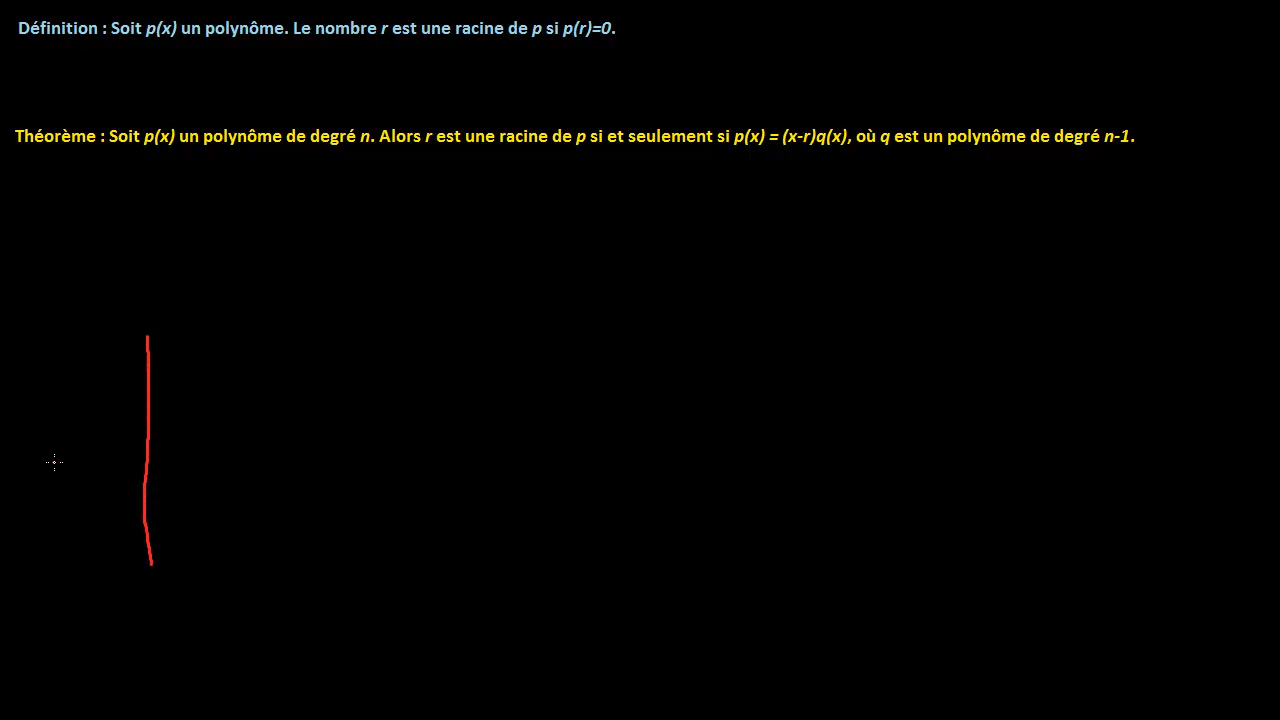 Définition : Soit p(x) un polynôme. Le nombre r est une racine de p si p(r)=0.
Théorème : Soit p(x) un polynôme de degré n. Alors r est une racine de p si et seulement si p(x) = (x-r)q(x), où q est un polynôme de degré n-1.